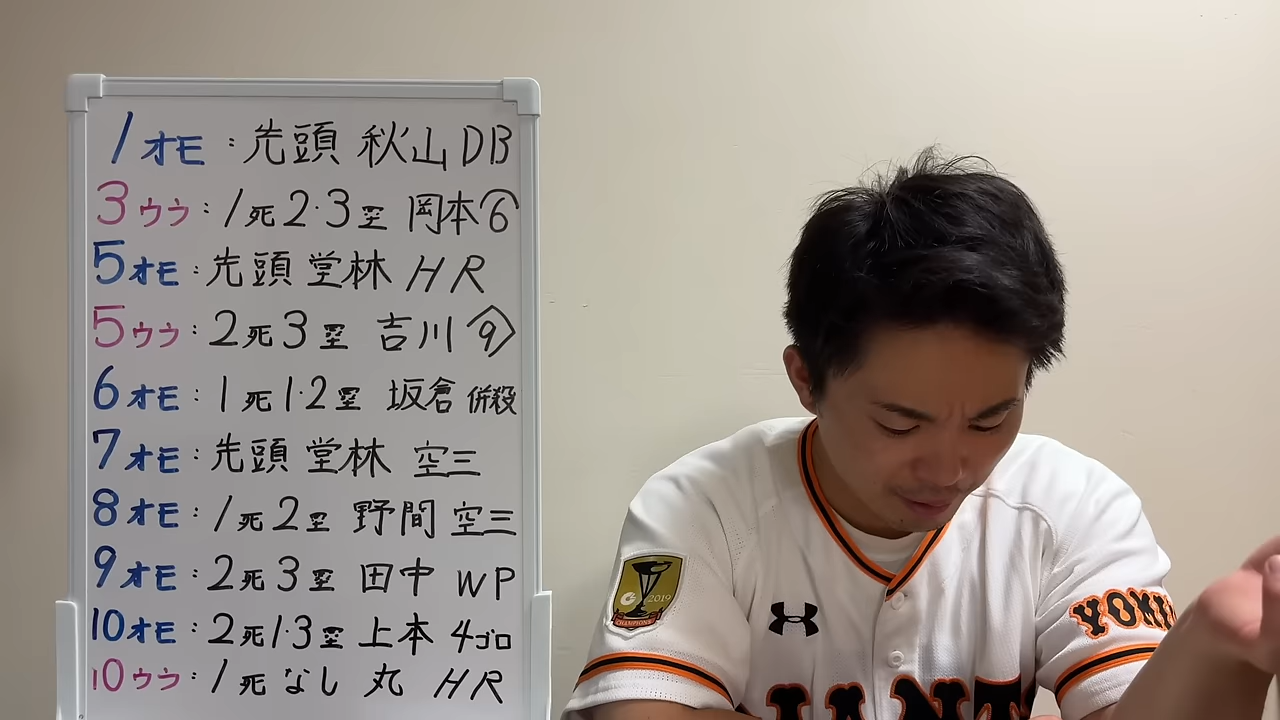 1オモ:先頭 秋山 DB
3ウラ:1死2・3塁 岡本⑥
5オモ:先頭 堂林 HR
5ウラ:2死3塁 吉川 9
6オモ:1死1・2塁 坂倉 併殺
7オモ:先頭 堂林 空三
8オモ:1死2塁 野間 空三
9オモ:2死3塁 田中 WP
10オモ:2死1・3塁 上本 4ゴロ
10ウラ:1死なし 丸 HR
2019
CHAMPIONS